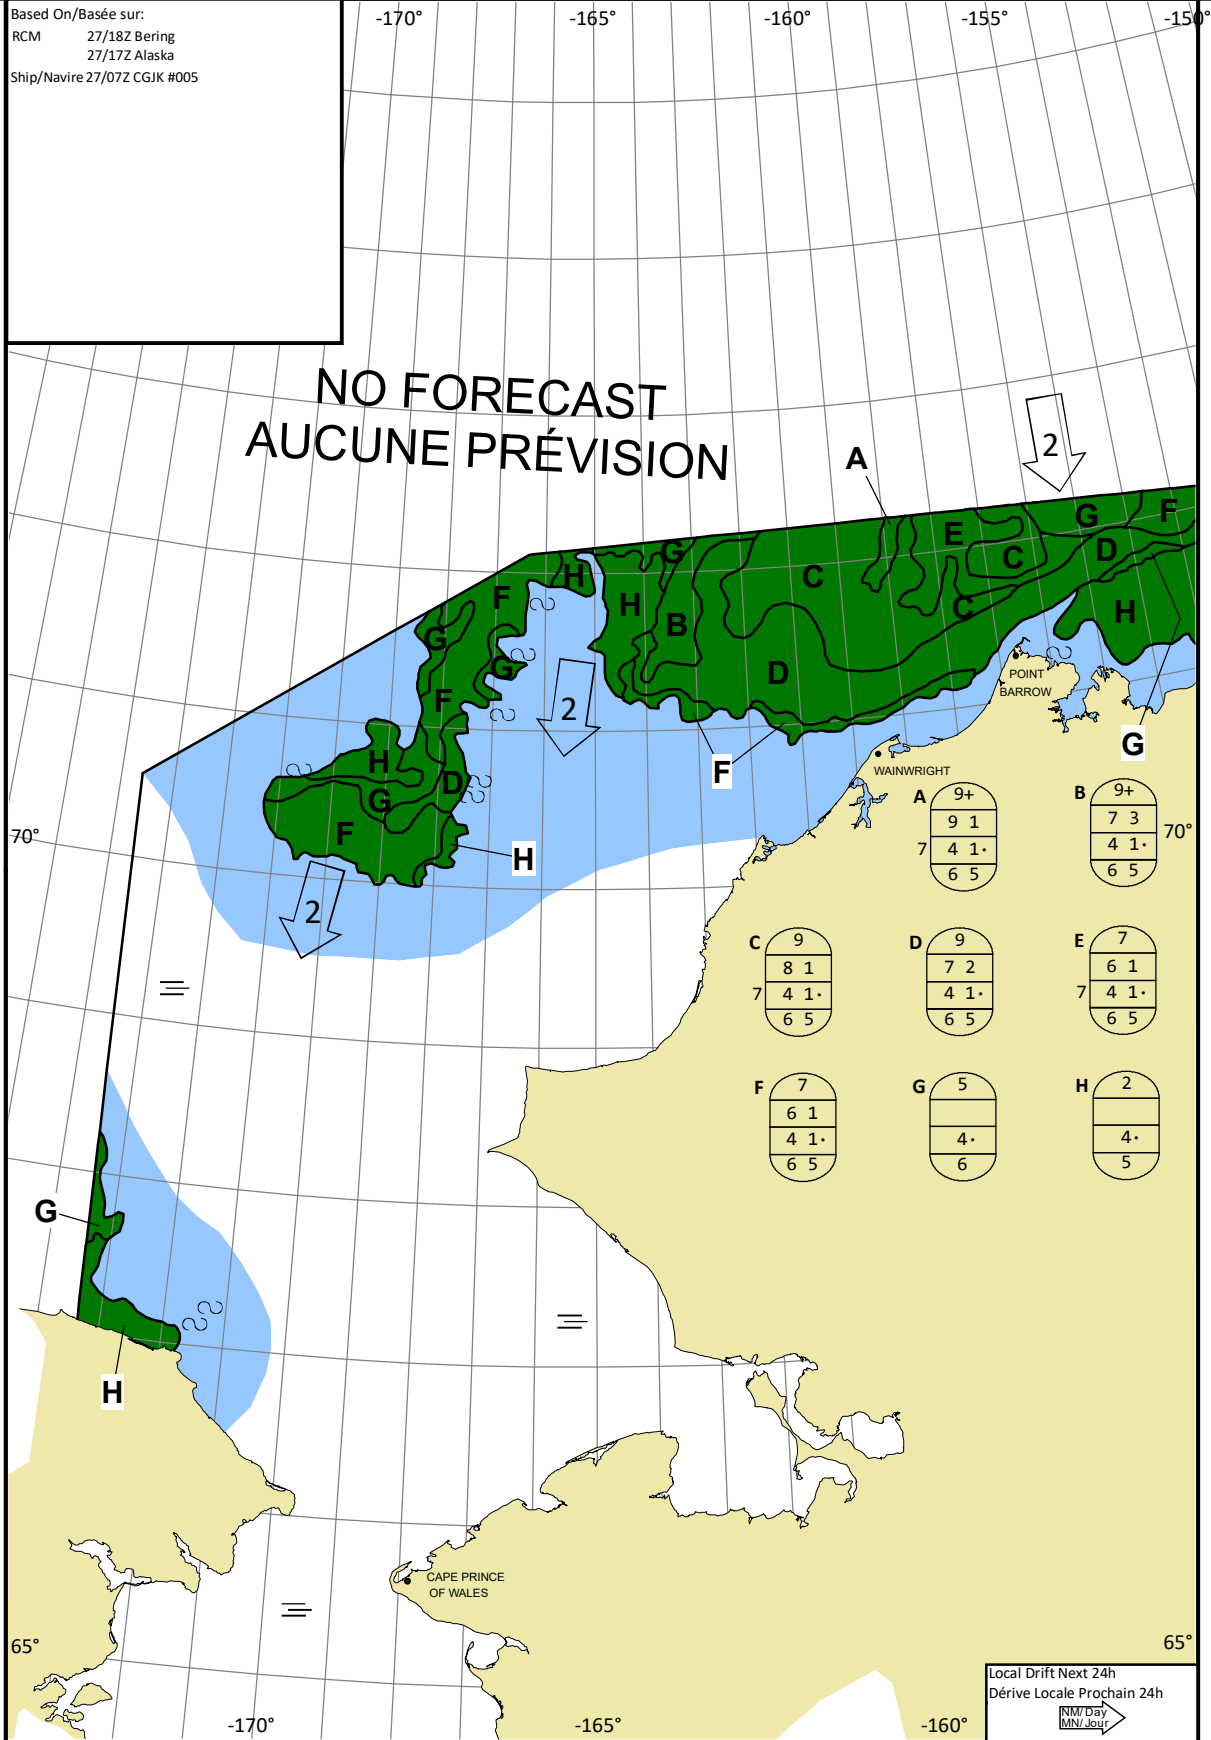 Based On/Basée sur:
RCM 27/18Z Bering
27/17Z Alaska
Ship/Navire 27/07Z CGJK #005
-170° -165° -160° -155° -150°
NO FORECAST
AUCUNE PRÉVISION
2
A
E G F
G C D
H C
F H B C H
G G D
2
F
POINT
BARROW
G
H D F
WAINWRIGHT
G
F
H
2
70° 70°
A
9+
9 1
7 4 1·
6 5
B
9+
7 3
4 1·
6 5
C
9
8 1
7 4 1·
6 5
D
9
7 2
4 1·
6 5
E
7
6 1
7 4 1·
6 5
F
7
6 1
4 1·
6 5
G
5
4·
6
H
2
4·
5
G
H
CAPE PRINCE
OF WALES
65° 65°
-170° -165° -160°
Local Drift Next 24h
Dérive Locale Prochain 24h
NM/Day
MN/Jour